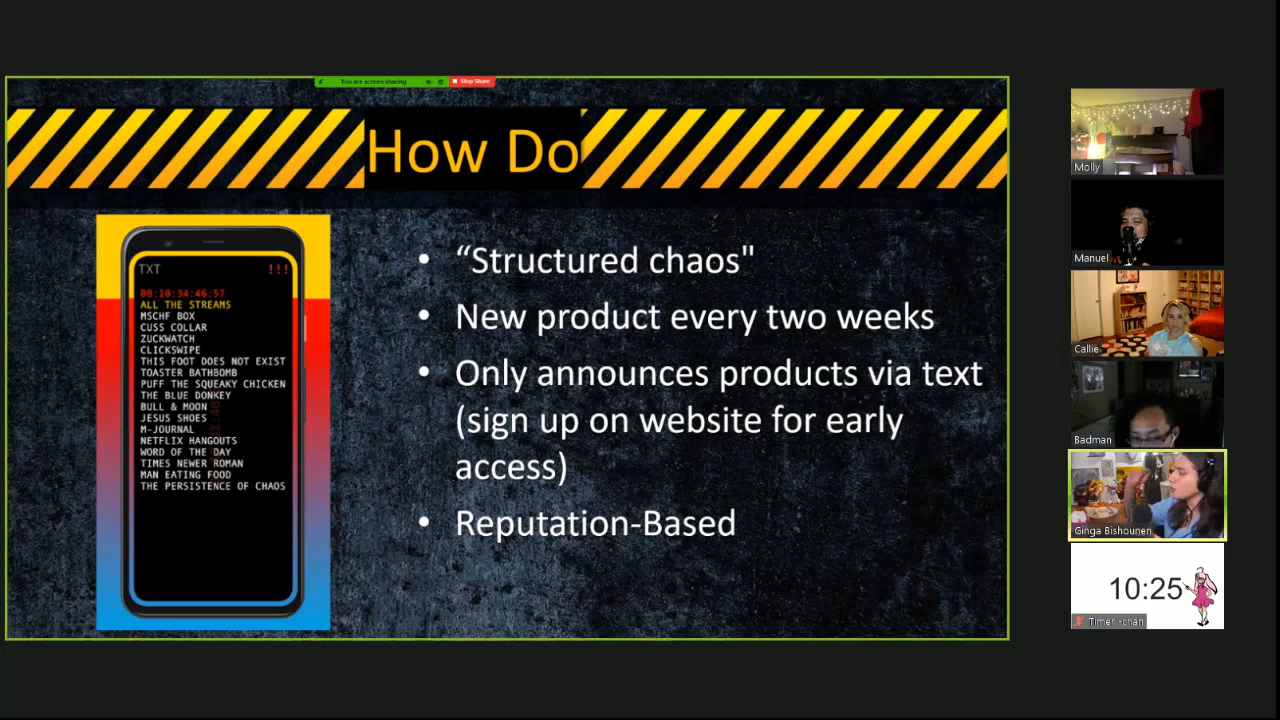 You are screen sharing
Stop Share
How Do
TXT !!!
00:10:34:46:57
ALL THE STREAMS
MSCHF BOX
CUSS COLLAR
ZUCKWATCH
CLICKSWIPE
THIS FOOT DOES NOT EXIST
TOASTER BATHBOMB
PUFF THE SQUEAKY CHICKEN
THE BLUE DONKEY
BULL & MOON
JESUS SHOES
M-JOURNAL
NETFLIX HANGOUTS
WORD OF THE DAY
TIMES NEWER ROMAN
MAN EATING FOOD
THE PERSISTENCE OF CHAOS
• “Structured chaos"
• New product every two weeks
• Only announces products via text
(sign up on website for early
access)
• Reputation-Based
Molly
Manuel
Callie
Badman
Ginga Bishounen
10:25
Timer-chan